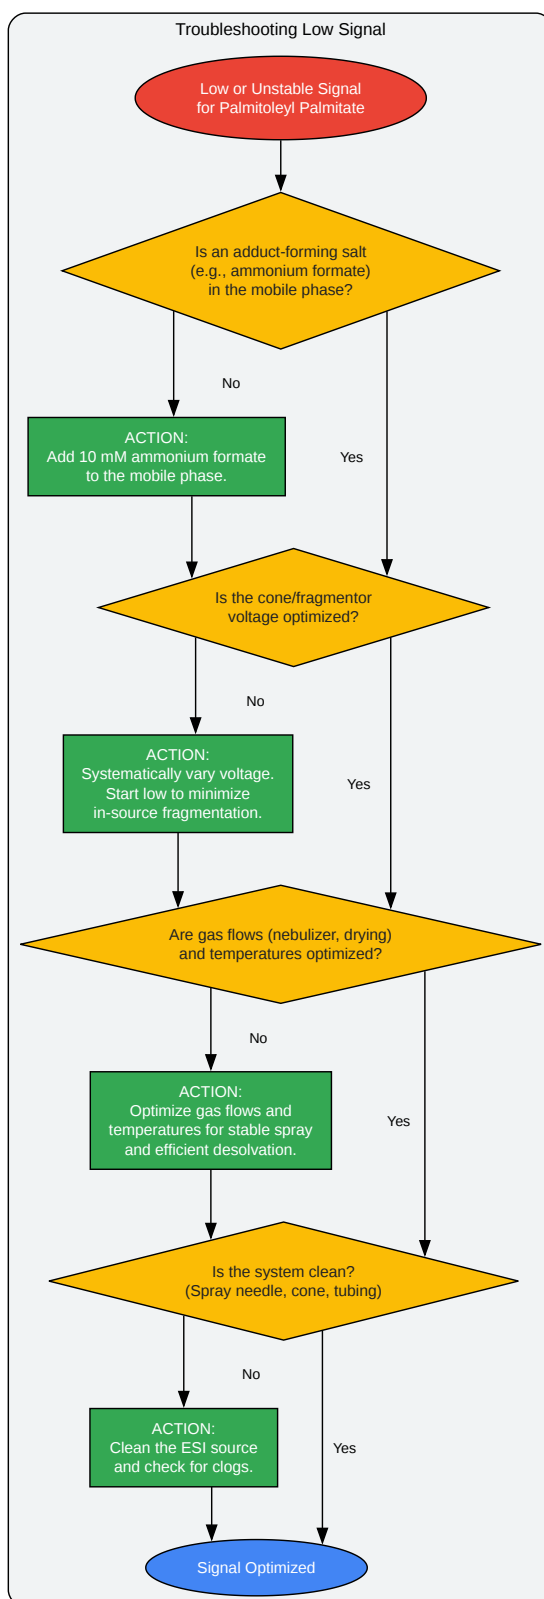 Troubleshooting Low Signal
Low or Unstable Signal
for Palmitoleyl Palmitate
Is an adduct-forming salt
(e.g., ammonium formate)
in the mobile phase?
No
ACTION:
Add 10 mM ammonium formate
to the mobile phase.
Yes
Is the cone/fragmentor
voltage optimized?
No
ACTION:
Systematically vary voltage.
Start low to minimize
in-source fragmentation.
Yes
Are gas flows (nebulizer, drying)
and temperatures optimized?
No
ACTION:
Optimize gas flows and
temperatures for stable spray
and efficient desolvation.
Yes
Is the system clean?
(Spray needle, cone, tubing)
No
ACTION:
Clean the ESI source
and check for clogs.
Yes
Signal Optimized